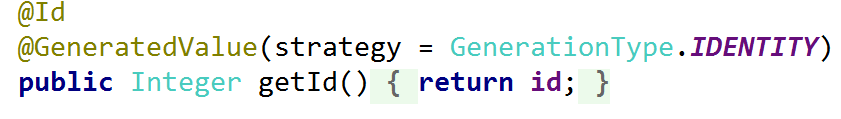 @Id
@GeneratedValue(strategy = GenerationType.IDENTITY)
public Integer getId() { return id; }